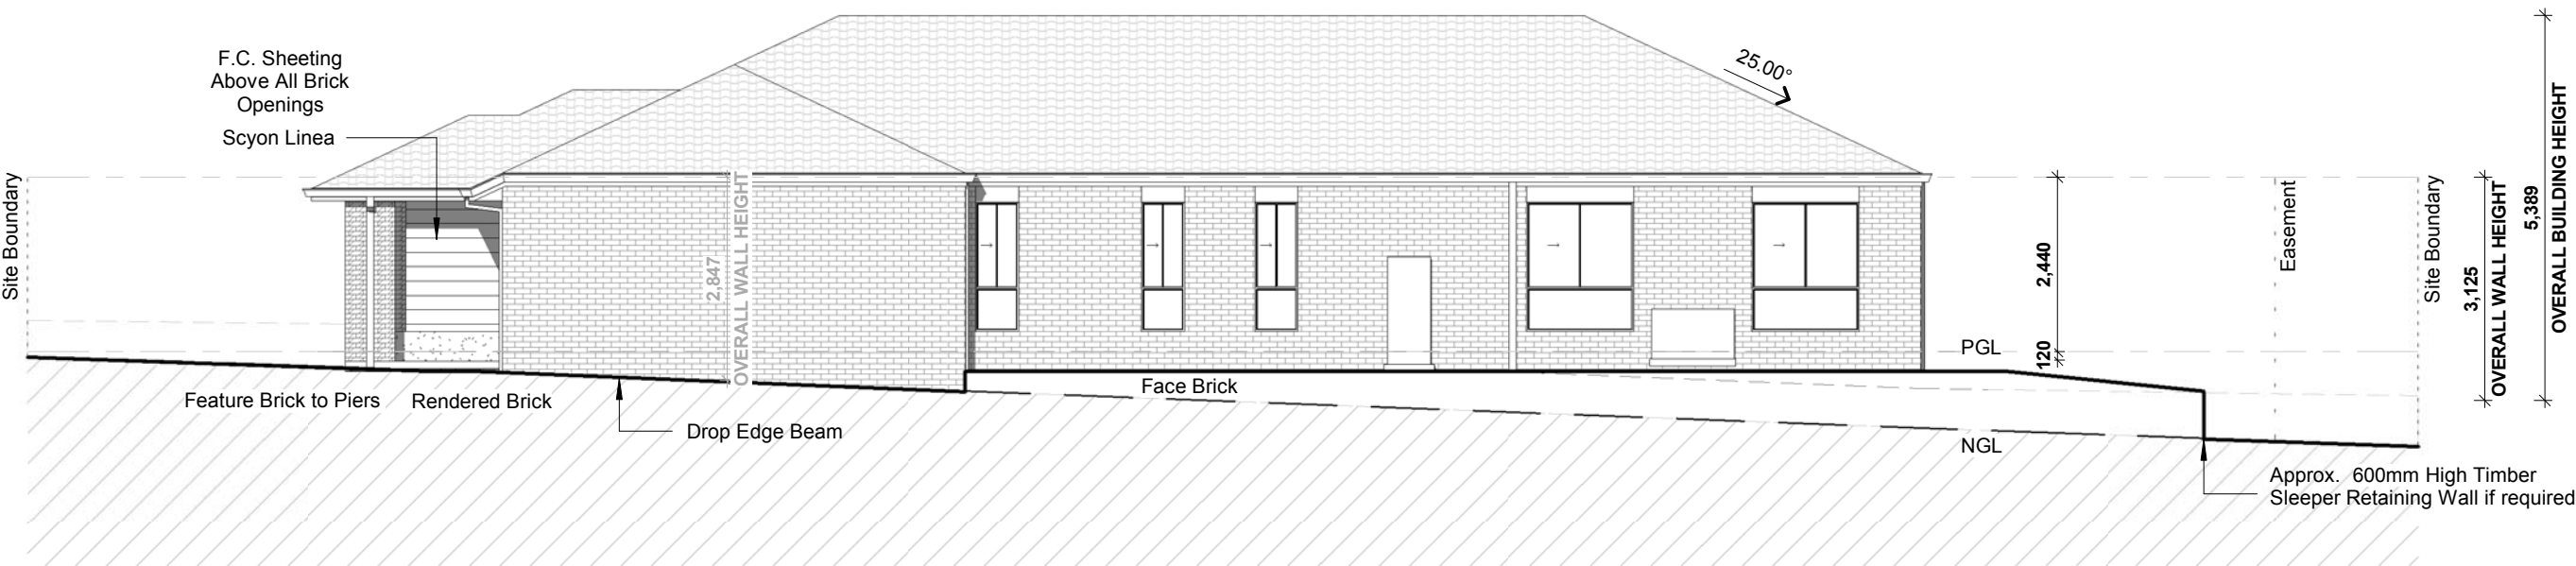 F.C. Sheeting
Above All Brick
Openings
Scyon Linea
Site Boundary
2,847
OVERALL WALL HEIGHT
25.00°
Feature Brick to Piers
Rendered Brick
Drop Edge Beam
Face Brick
PGL
NGL
2,440
120
Easement
Site Boundary
3,125
OVERALL WALL HEIGHT
5,389
OVERALL BUILDING HEIGHT
Approx. 600mm High Timber
Sleeper Retaining Wall if required